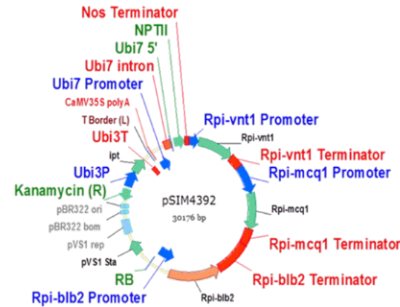 Nos Terminator
NPTII
Ubi7 5'
Ubi7 intron
Ubi7 Promoter
CaMV35S polyA
T Border (L)
Ubi3T
ipt
Ubi3P
Kanamycin (R)
pBR322 ori
pBR322 bom
pVS1 rep
pVS1 Sta
RB
Rpi-blb2 Promoter
Rpi-blb2
Rpi-blb2 Terminator
Rpi-mcq1 Terminator
Rpi-mcq1
Rpi-mcq1 Promoter
Rpi-vnt1 Terminator
Rpi-vnt1
Rpi-vnt1 Promoter
pSIM4392
30176 bp